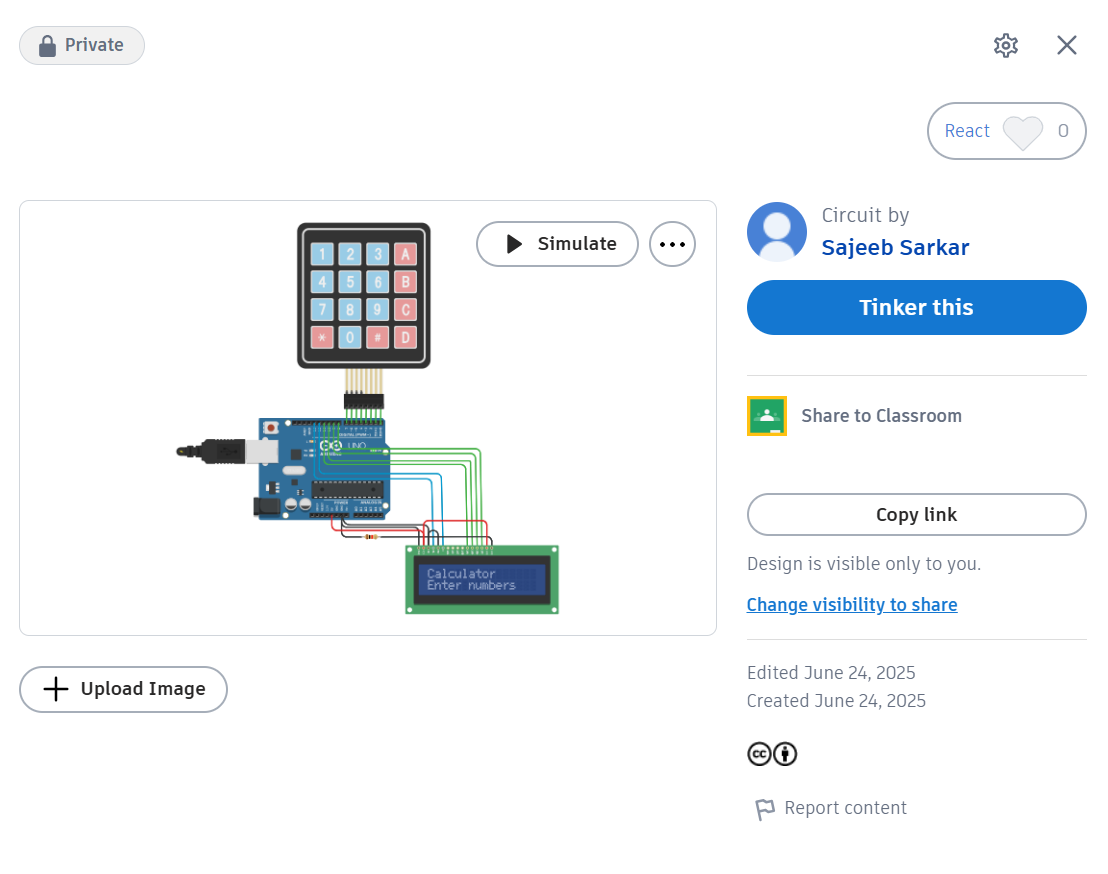 Private
React 0
Simulate
1 2 3 A
4 5 6 B
7 8 9 C
* 0 # D
UNO
Calculator
Enter numbers
Upload Image
Circuit by
Sajeeb Sarkar
Tinker this
Share to Classroom
Copy link
Design is visible only to you.
Change visibility to share
Edited June 24, 2025
Created June 24, 2025
cc
Report content